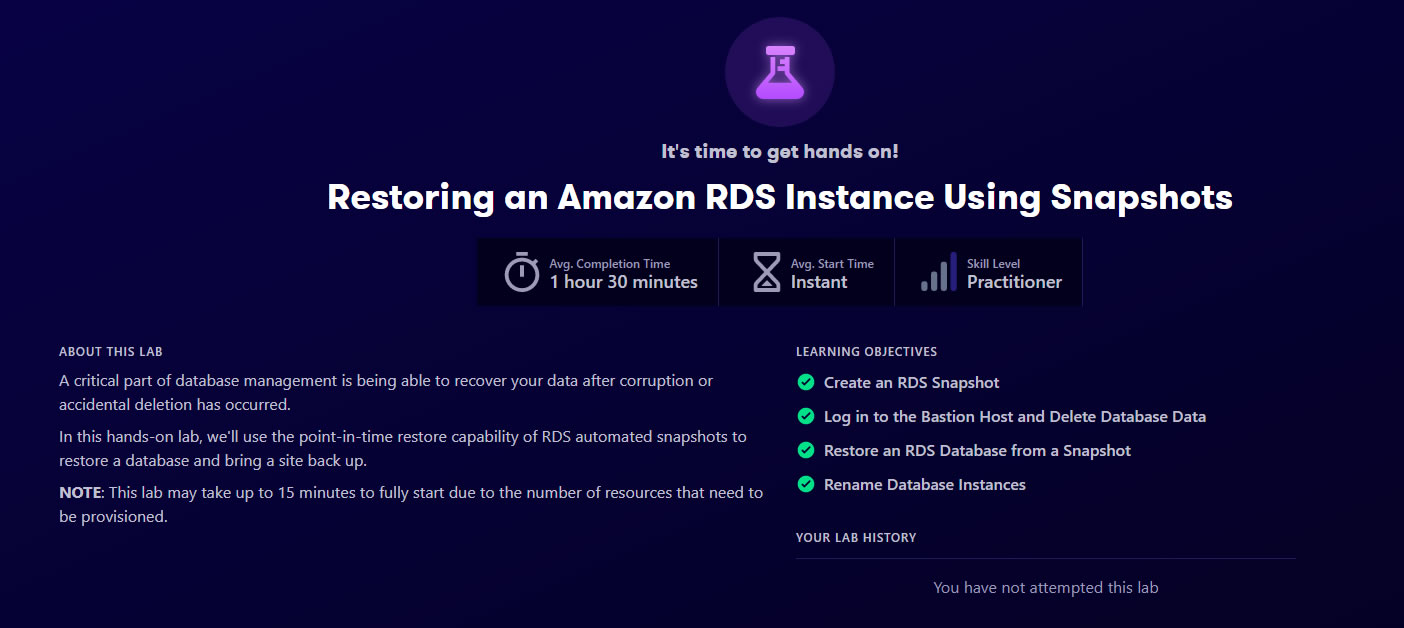 It's time to get hands on!
Restoring an Amazon RDS Instance Using Snapshots
Avg. Completion Time
1 hour 30 minutes
Avg. Start Time
Instant
Skill Level
Practitioner
ABOUT THIS LAB
A critical part of database management is being able to recover your data after corruption or
accidental deletion has occurred.
In this hands-on lab, we'll use the point-in-time restore capability of RDS automated snapshots to
restore a database and bring a site back up.
NOTE: This lab may take up to 15 minutes to fully start due to the number of resources that need to
be provisioned.
LEARNING OBJECTIVES
Create an RDS Snapshot
Log in to the Bastion Host and Delete Database Data
Restore an RDS Database from a Snapshot
Rename Database Instances
YOUR LAB HISTORY
You have not attempted this lab